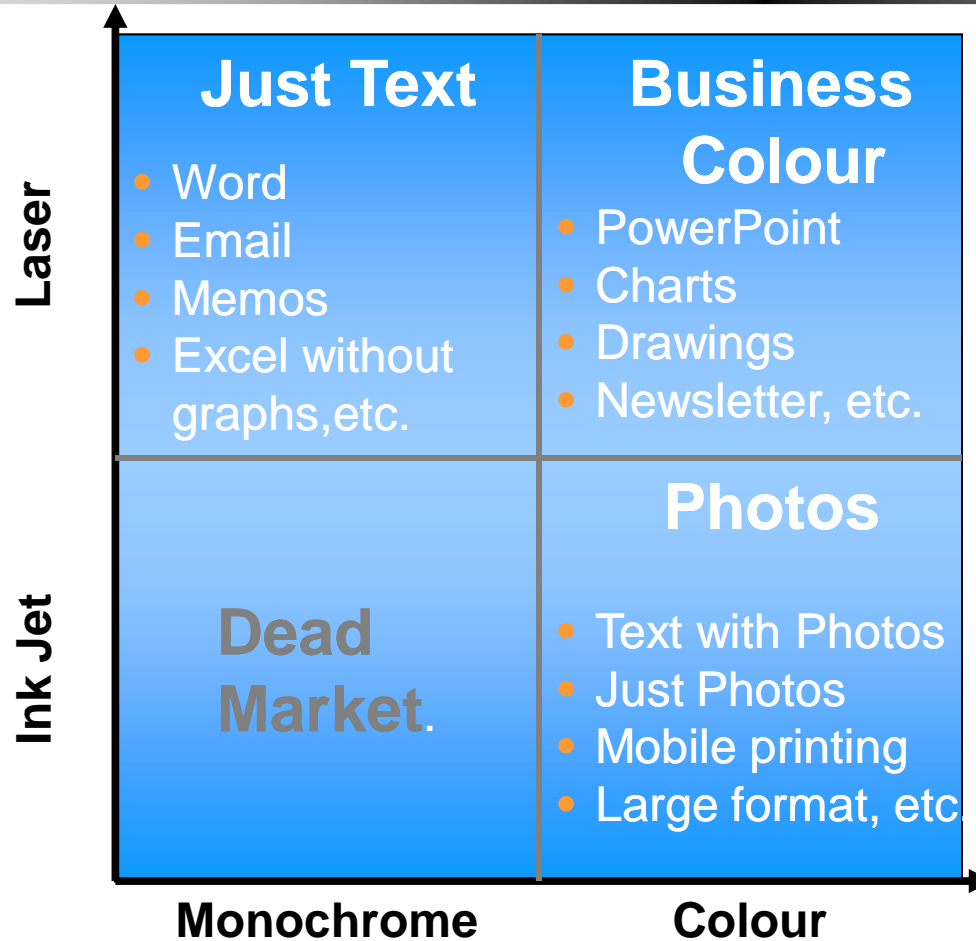 Laser
Just Text
Word
Email
Memos
Excel without
graphs,etc.
Business
Colour
PowerPoint
Charts
Drawings
Newsletter, etc.
Ink Jet
Dead
Market.
Photos
Text with Photos
Just Photos
Mobile printing
Large format, etc.
Monochrome
Colour